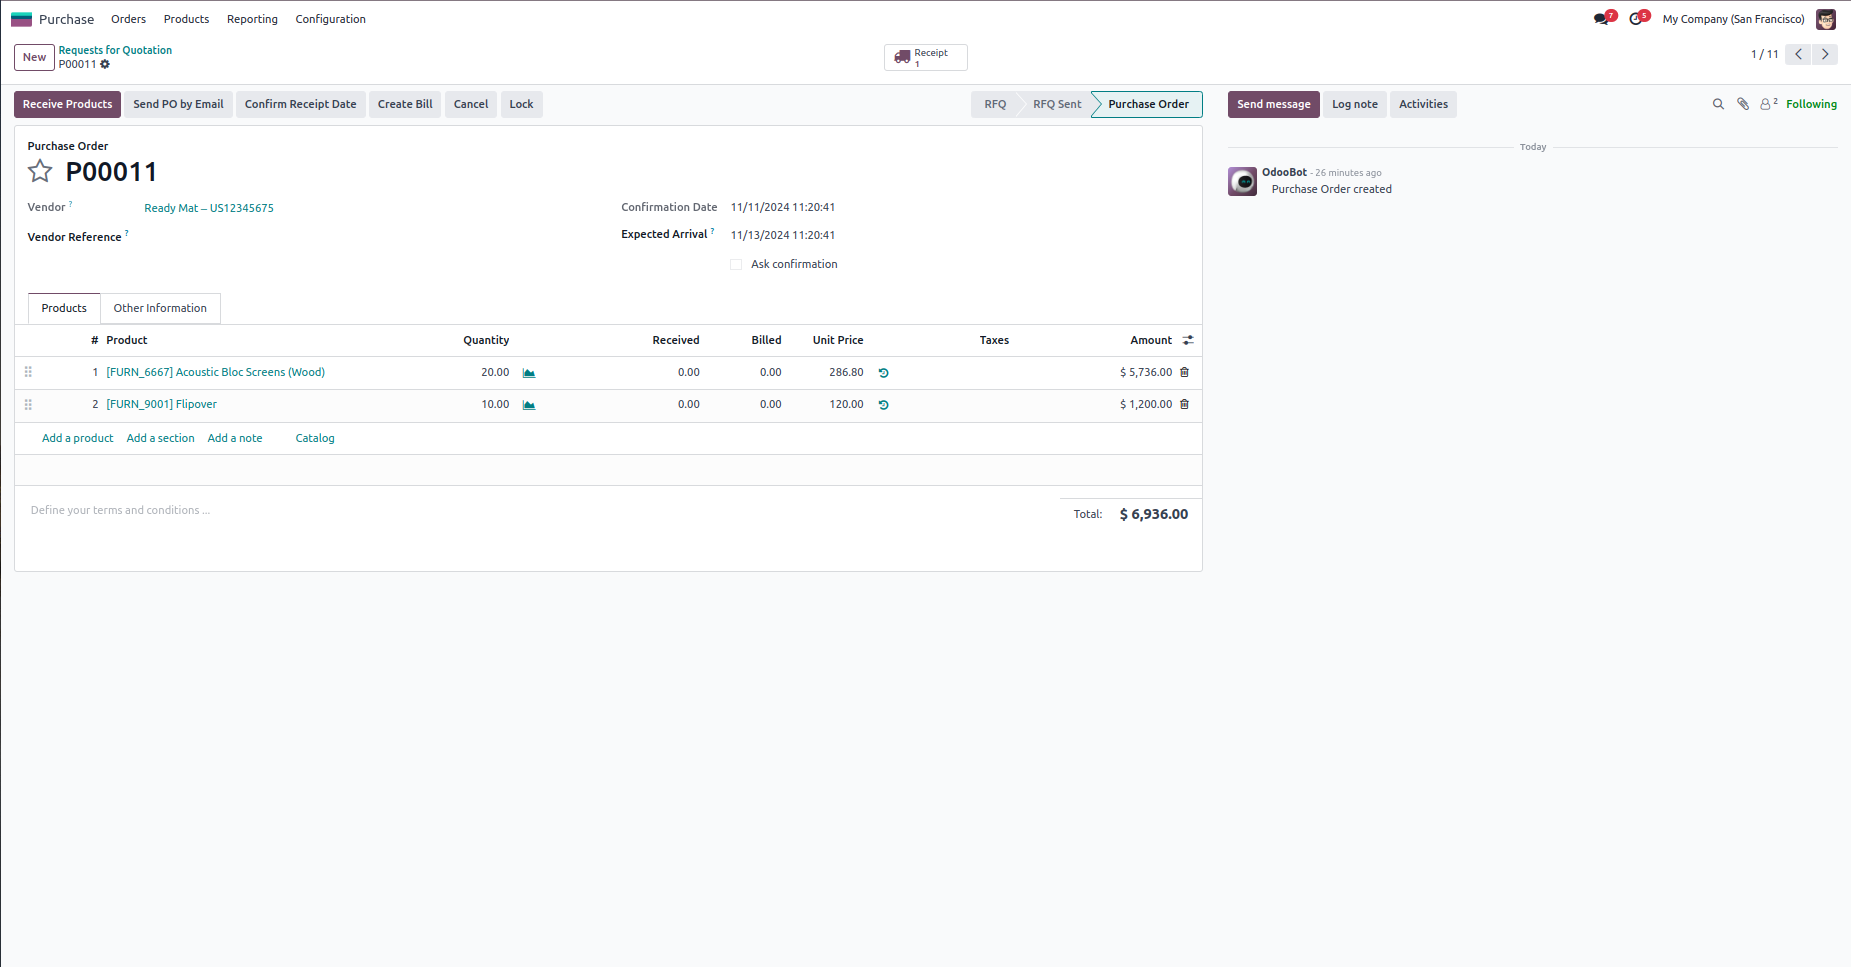 Purchase Orders Products Reporting Configuration 7 5 My Company (San Francisco)
New Requests for Quotation Receipt 1 / 11
P00011 1
Receive Products Send PO by Email Confirm Receipt Date Create Bill Cancel Lock RFQ RFQ Sent Purchase Order Send message Log note Activities 2 Following
Purchase Order Today
P00011
OdooBot - 26 minutes ago
Purchase Order created
Vendor ? Ready Mat – US12345675 Confirmation Date 11/11/2024 11:20:41
Vendor Reference ? Expected Arrival ? 11/13/2024 11:20:41
Ask confirmation
Products Other Information
# Product Quantity Received Billed Unit Price Taxes Amount
1 [FURN_6667] Acoustic Bloc Screens (Wood) 20.00 0.00 0.00 286.80 $ 5,736.00
2 [FURN_9001] Flipover 10.00 0.00 0.00 120.00 $ 1,200.00
Add a product Add a section Add a note Catalog
Define your terms and conditions ... Total: $ 6,936.00